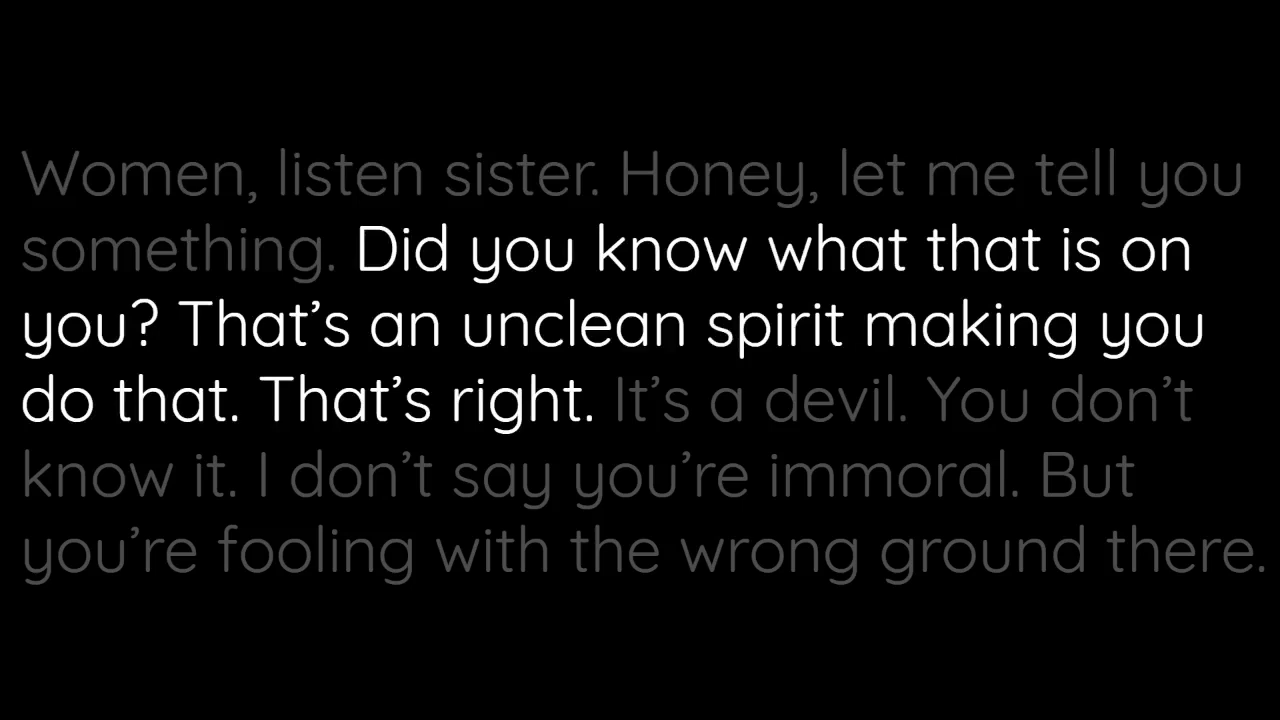 Women, listen sister. Honey, let me tell you
something. Did you know what that is on
you? That’s an unclean spirit making you
do that. That’s right. It’s a devil. You don’t
know it. I don’t say you’re immoral. But
you’re fooling with the wrong ground there.